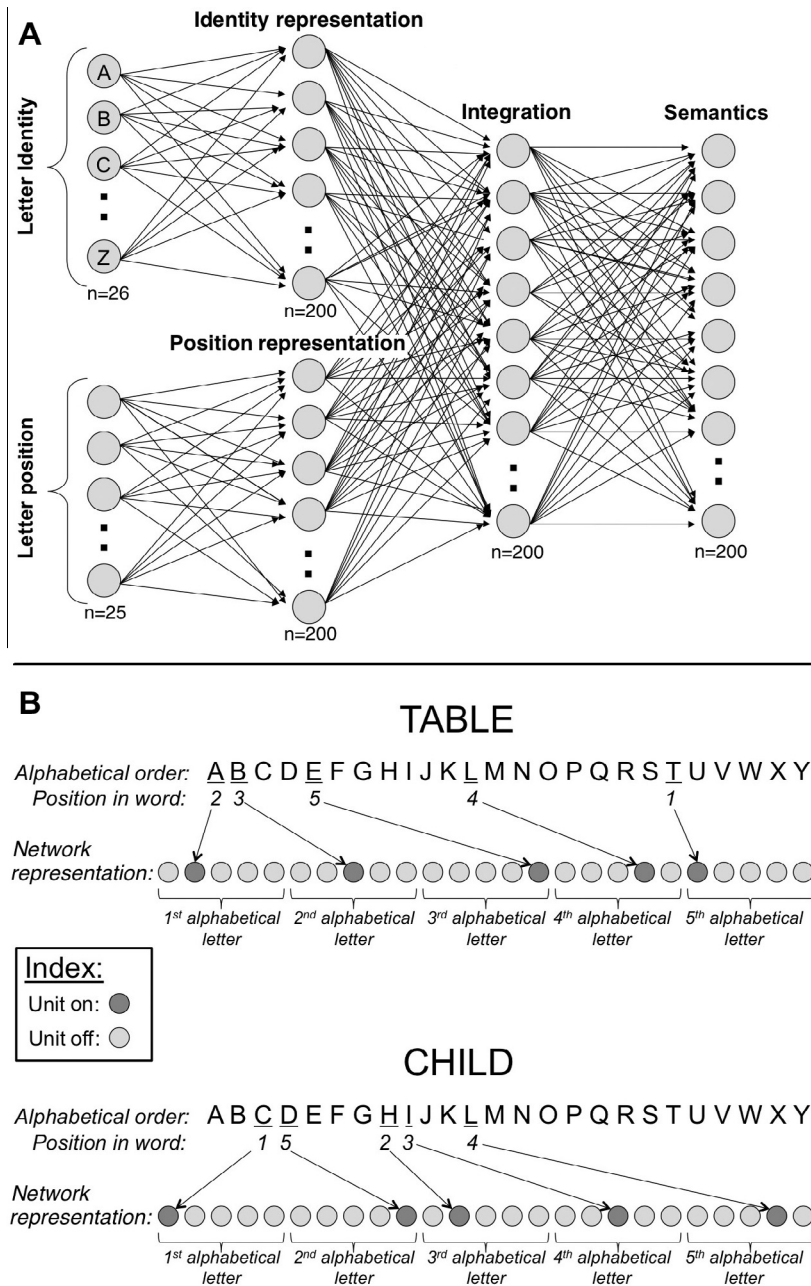 A
Identity representation
Letter Identity
A
B
C
Z
n=26
n=200
Integration
Semantics
Position representation
Letter position
n=25
n=200
n=200
n=200
B
TABLE
Alphabetical order: A B C D E F G H I J K L M N O P Q R S T U V W X Y
Position in word: 2 3 5 4 1
Network
representation:
1st alphabetical letter
2nd alphabetical letter
3rd alphabetical letter
4th alphabetical letter
5th alphabetical letter
Index:
Unit on:
Unit off:
CHILD
Alphabetical order: A B C D E F G H I J K L M N O P Q R S T U V W X Y
Position in word: 1 5 2 3 4
Network
representation:
1st alphabetical letter
2nd alphabetical letter
3rd alphabetical letter
4th alphabetical letter
5th alphabetical letter